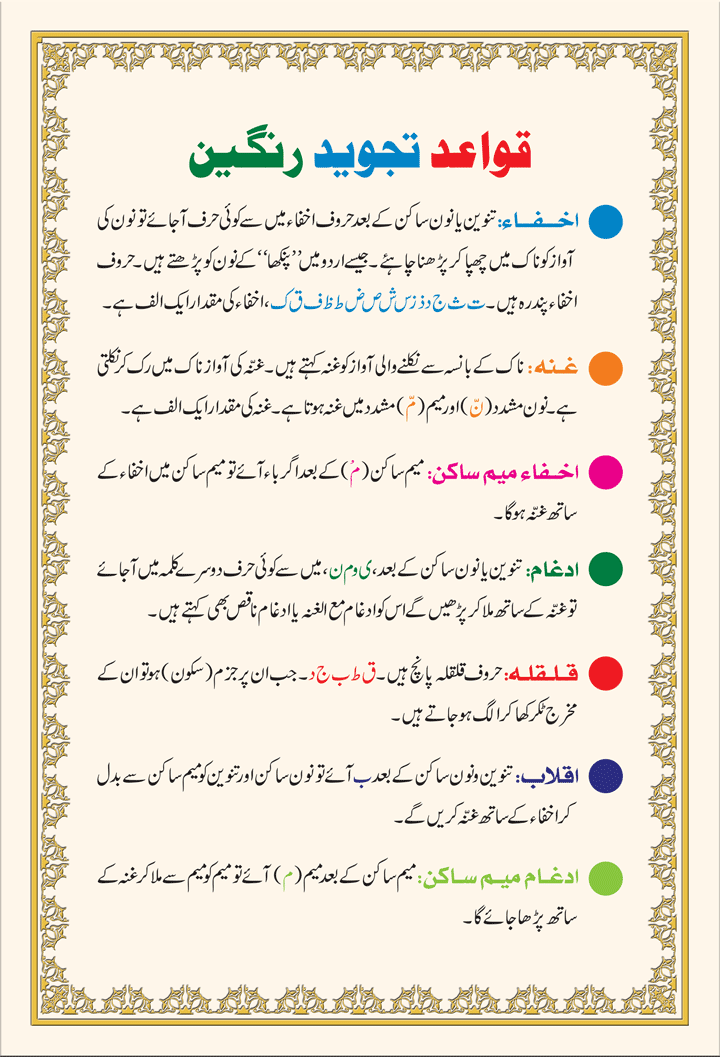 قواعد تجوید رنگین
اخفاء: تنوین یا نون ساکن کے بعد حروف اخفاء میں سے کوئی حرف آجائے تو نون کی
آواز کو ناک میں چھپا کر پڑھنا چاہئے۔ جیسے اردو میں ’’پنکھا‘‘ کے نون کو پڑھتے ہیں۔ حروف
اخفاء پندرہ ہیں۔ ت ث ج د ذ ز س ش ص ض ط ظ ف ق ک، اخفاء کی مقدار ایک الف ہے۔
غنه: ناک کے بانسہ سے نکلنے والی آواز کو غنہ کہتے ہیں۔ غنّہ کی آواز ناک میں رک کر نکلتی
ہے۔ نون مشدد (نّ) اور میم (مّ) مشدد میں غنہ ہوتا ہے۔ غنہ کی مقدار ایک الف ہے۔
اخفاء میم ساکن: میم ساکن (مْ) کے بعد اگر باء آئے تو میم ساکن میں اخفاء کے
ساتھ غنّہ ہوگا۔
ادغام: تنوین یا نون ساکن کے بعد، ی و م ن، میں سے کوئی حرف دوسرے کلمہ میں آجائے
تو غنّہ کے ساتھ ملا کر پڑھیں گے اس کو ادغام مع الغنہ یا ادغام ناقص بھی کہتے ہیں۔
قلقله: حروف قلقلہ پانچ ہیں۔ ق ط ب ج د۔ جب ان پر جزم (سکون) ہو تو ان کے
مخرج ٹکر کھا کر الگ ہو جاتے ہیں۔
اقلاب: تنوین و نون ساکن کے بعد ب آئے تو نون ساکن اور تنوین کو میم ساکن سے بدل
کر اخفاء کے ساتھ غنّہ کریں گے۔
ادغام میم ساکن: میم ساکن کے بعد میم (م) آئے تو میم کو میم سے ملا کر غنہ کے
ساتھ پڑھا جائے گا۔